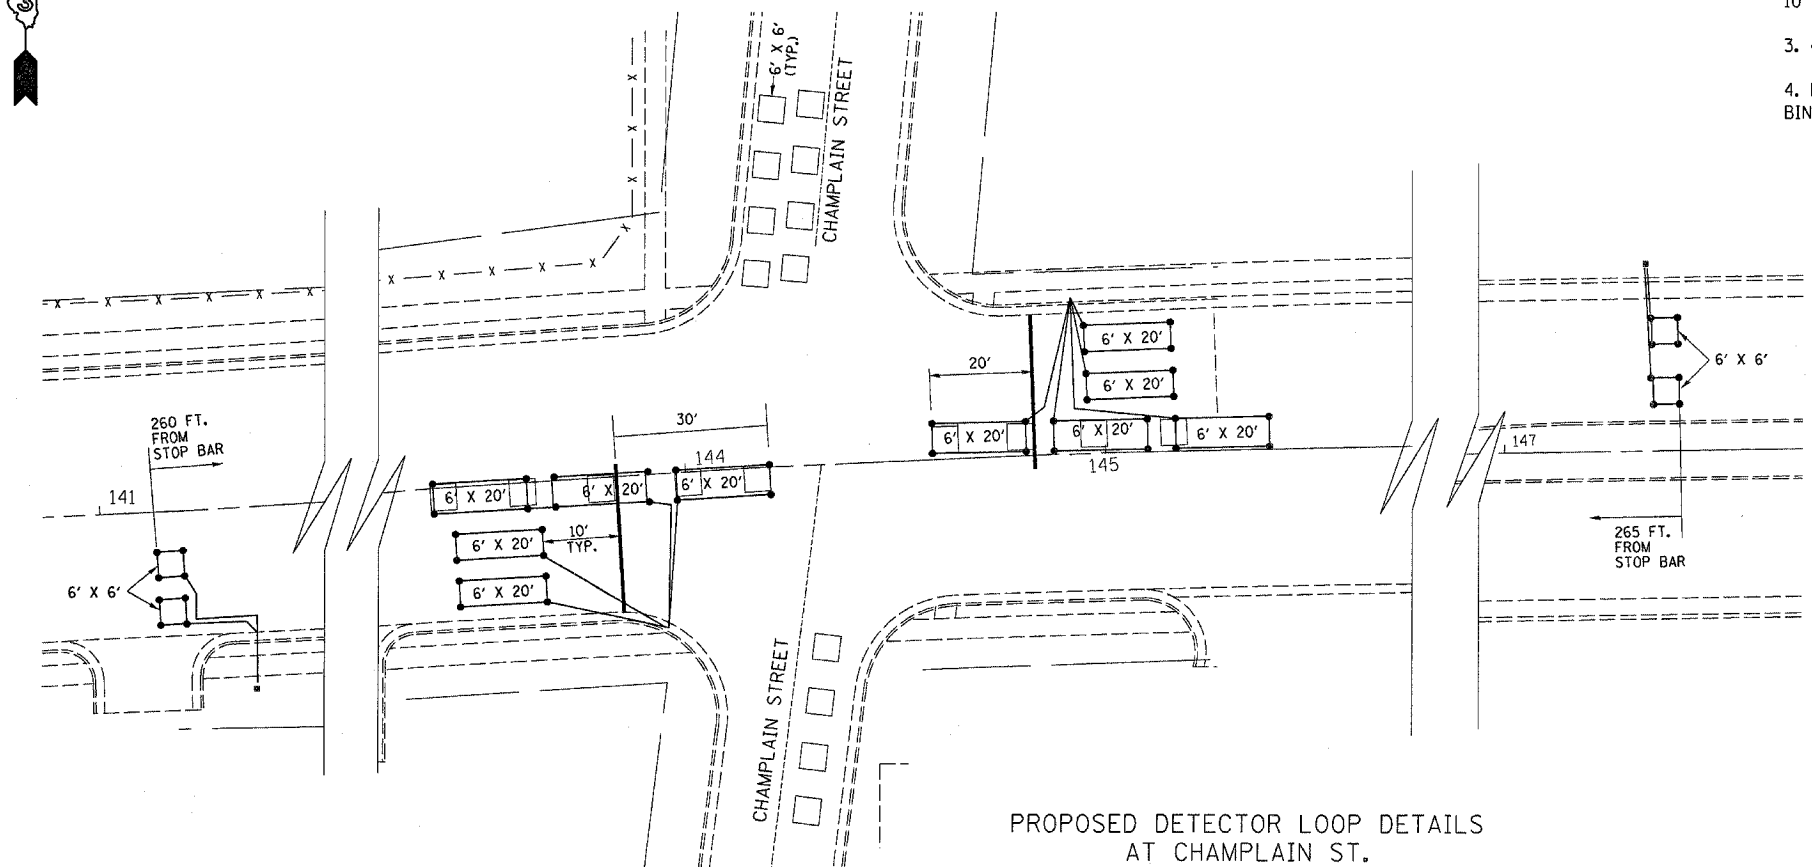 10
3.
4.
BIN
6' X 6'
(TYP.)
CHAMPLAIN STREET
6' X 20'
6' X 20'
20'
6' X 20'
6' X 20'
6' X 20'
6' X 6'
260 FT.
FROM
STOP BAR
30'
144
145
147
141
6' X 20'
6' X 20'
6' X 20'
10'
TYP.
6' X 20'
6' X 20'
6' X 6'
265 FT.
FROM
STOP BAR
CHAMPLAIN STREET
PROPOSED DETECTOR LOOP DETAILS
AT CHAMPLAIN ST.